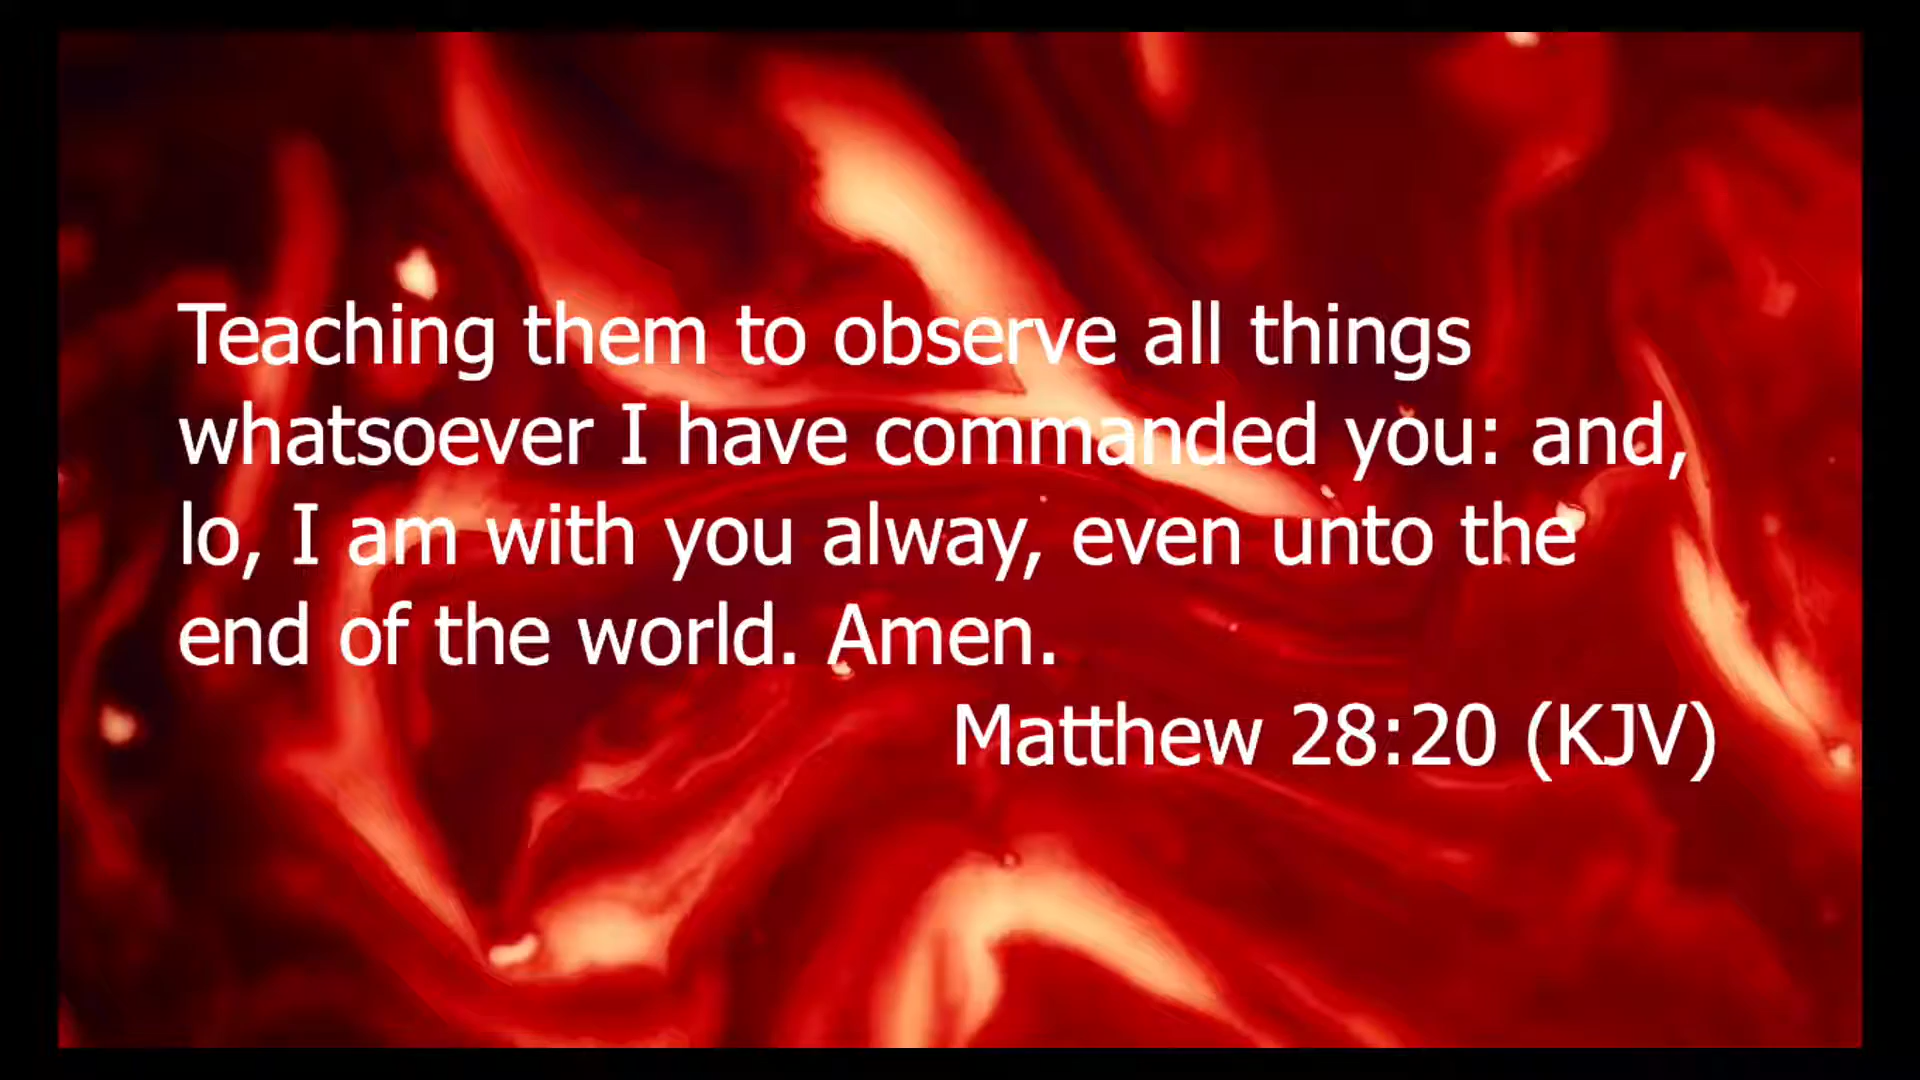 Teaching them to observe all things
whatsoever I have commanded you: and,
lo, I am with you alway, even unto the
end of the world. Amen.
Matthew 28:20 (KJV)